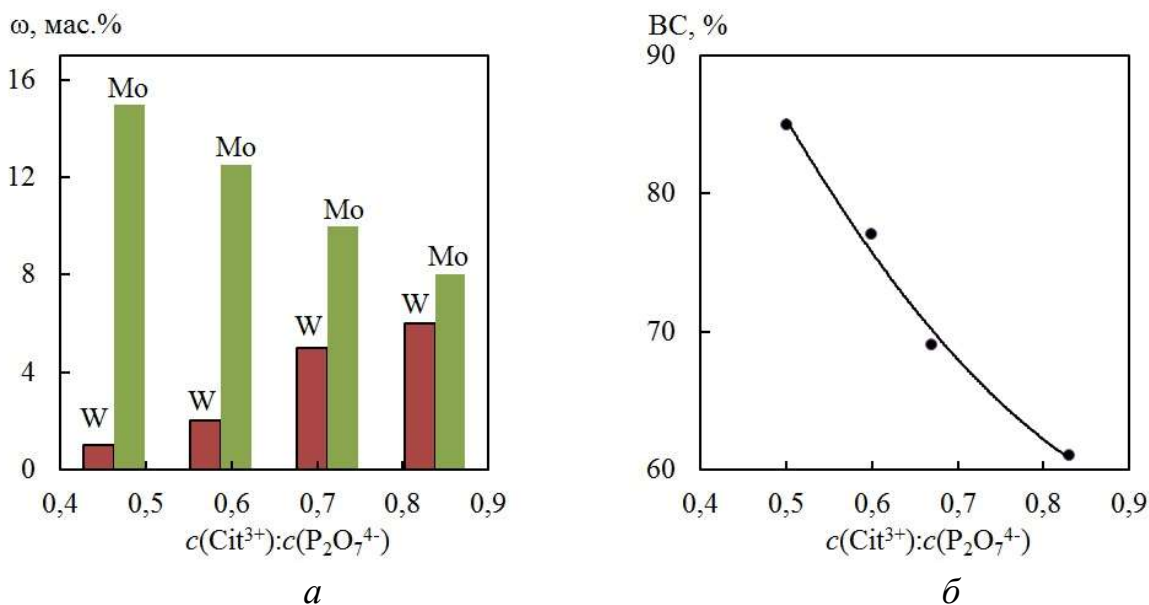 ω, мас.%
16
12
8
4
0
Mo
Mo
Mo
Mo
W
W
W
W
0,4 0,5 0,6 0,7 0,8 0,9
c(Cit³⁺):c(P₂O₇⁴⁻)
а
ВС, %
90
80
70
60
0,4 0,5 0,6 0,7 0,8 0,9
c(Cit³⁺):c(P₂O₇⁴⁻)
б